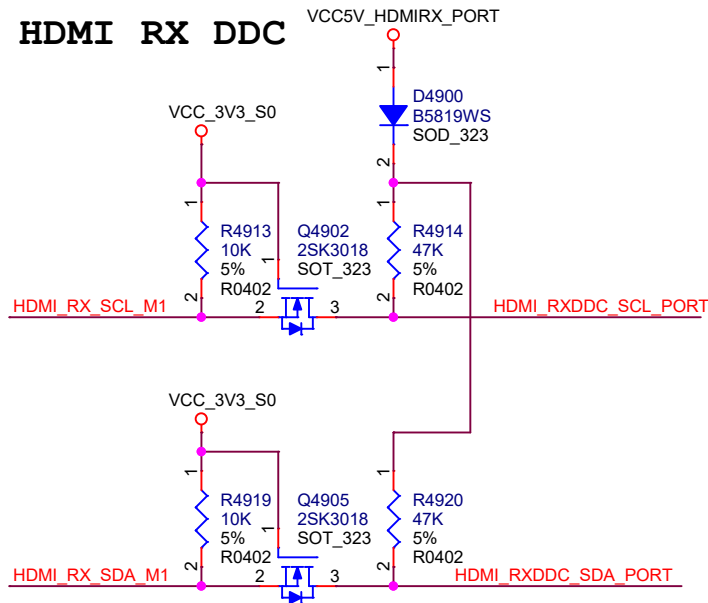 HDMI RX DDC
VCC5V_HDMIRX_PORT
1
D4900
B5819WS
SOD_323
2
VCC_3V3_S0
1
R4913
10K
5%
R0402
2
Q4902
2SK3018
SOT_323
1
2
3
1
R4914
47K
5%
R0402
2
HDMI_RX_SCL_M1
HDMI_RXDDC_SCL_PORT
VCC_3V3_S0
1
R4919
10K
5%
R0402
2
Q4905
2SK3018
SOT_323
1
2
3
1
R4920
47K
5%
R0402
2
HDMI_RX_SDA_M1
HDMI_RXDDC_SDA_PORT